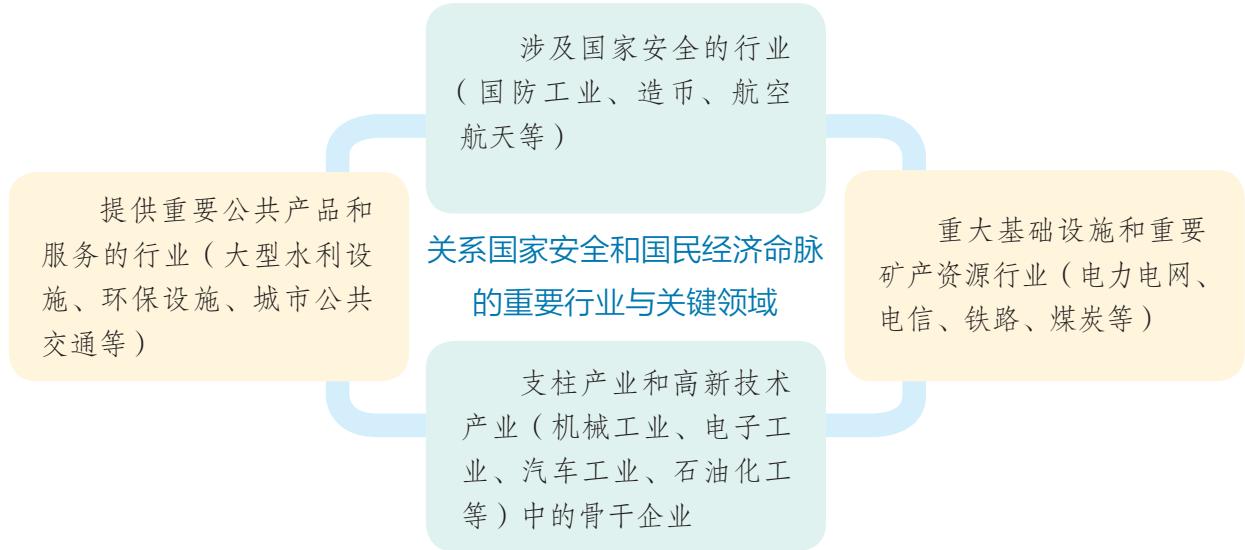 涉及国家安全的行业
（国防工业、造币、航空
航天等）
提供重要公共产品和
服务的行业（大型水利设
施、环保设施、城市公共
交通等）
关系国家安全和国民经济命脉
的重要行业与关键领域
重大基础设施和重要
矿产资源行业（电力电网、
电信、铁路、煤炭等）
支柱产业和高新技术
产业（机械工业、电子工
业、汽车工业、石油化工
等）中的骨干企业